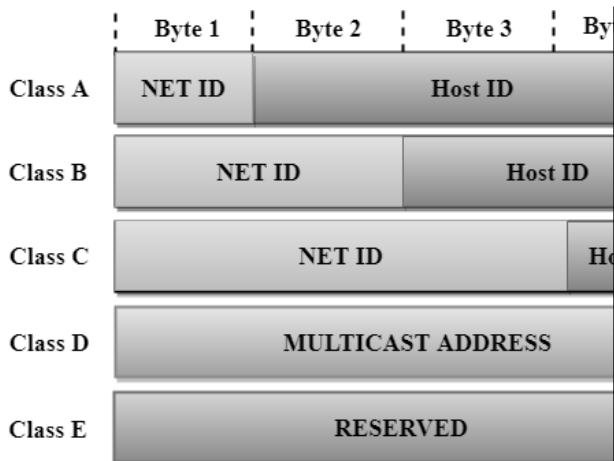 Byte 1 Byte 2 Byte 3
Class A NET ID Host ID
Class B NET ID Host ID
Class C NET ID
Class D MULTICAST ADDRESS
Class E RESERVED